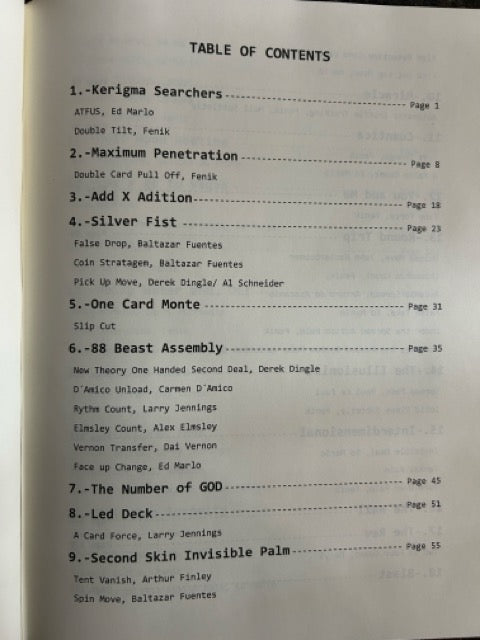 TABLE OF CONTENTS
1.-Kerigma Searchers ---------------------------- Page 1
ATFUS, Ed Marlo
Double Tilt, Fenik
2.-Maximum Penetration -------------------------- Page 8
Double Card Pull Off, Fenik
3.-Add X Adition--------------------------------- Page 18
4.-Silver Fist ---------------------------------- Page 23
False Drop, Baltazar Fuentes
Coin Stratagem, Baltazar Fuentes
Pick Up Move, Derek Dingle/ Al Schneider
5.-One Card Monte ------------------------------- Page 31
Slip Cut
6.-88 Beast Assembly ---------------------------- Page 35
New Theory One Handed Second Deal, Derek Dingle
D'Amico Unload, Carmen D'Amico
Rythm Count, Larry Jennings
Elmsley Count, Alex Elmsley
Vernon Transfer, Dai Vernon
Face up Change, Ed Marlo
7.-The Number of GOD ---------------------------- Page 45
8.-Led Deck ------------------------------------- Page 51
A Card Force, Larry Jennings
9.-Second Skin Invisible Palm ------------------- Page 55
Tent Vanish, Arthur Finley
Spin Move, Baltazar Fuentes